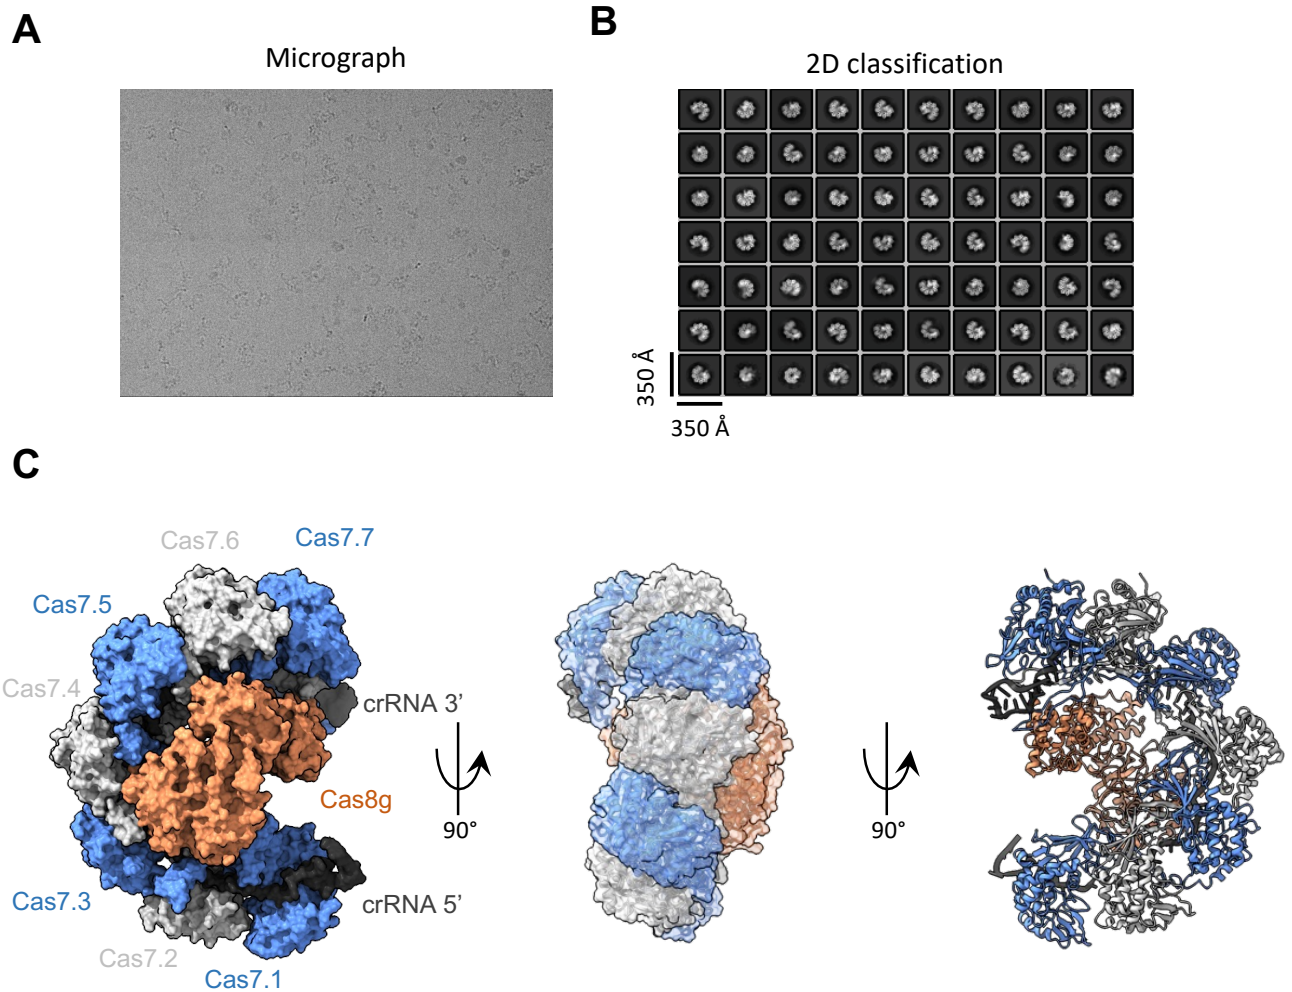 A
B
Micrograph
2D classification
350 Å
350 Å
C
Cas7.6
Cas7.7
Cas7.5
Cas7.4
crRNA 3’
Cas8g
90°
90°
Cas7.3
crRNA 5’
Cas7.2
Cas7.1